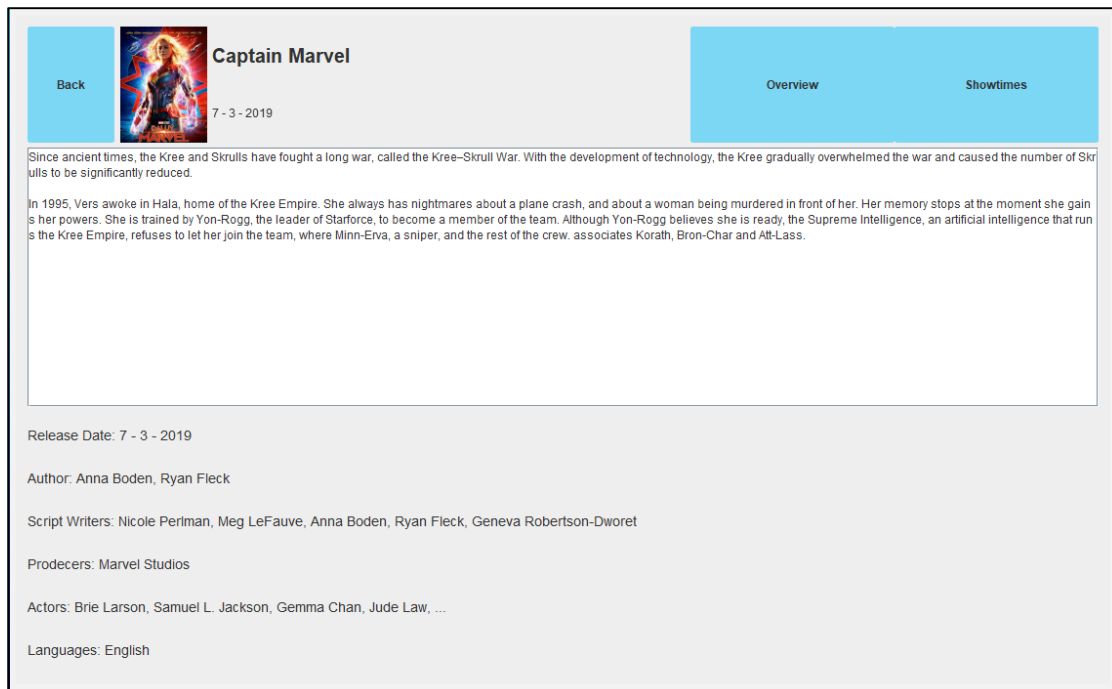 Back
Captain Marvel
7 - 3 - 2019
Overview
Showtimes
MARVEL
Since ancient times, the Kree and Skrulls have fought a long war, called the Kree–Skrull War. With the development of technology, the Kree gradually overwhelmed the war and caused the number of Skr
ulls to be significantly reduced.
In 1995, Vers awoke in Hala, home of the Kree Empire. She always has nightmares about a plane crash, and about a woman being murdered in front of her. Her memory stops at the moment she gain
s her powers. She is trained by Yon-Rogg, the leader of Starforce, to become a member of the team. Although Yon-Rogg believes she is ready, the Supreme Intelligence, an artificial intelligence that run
s the Kree Empire, refuses to let her join the team, where Minn-Erva, a sniper, and the rest of the crew. associates Korath, Bron-Char and Att-Lass.
Release Date: 7 - 3 - 2019
Author: Anna Boden, Ryan Fleck
Script Writers: Nicole Perlman, Meg LeFauve, Anna Boden, Ryan Fleck, Geneva Robertson-Dworet
Prodecers: Marvel Studios
Actors: Brie Larson, Samuel L. Jackson, Gemma Chan, Jude Law, ...
Languages: English